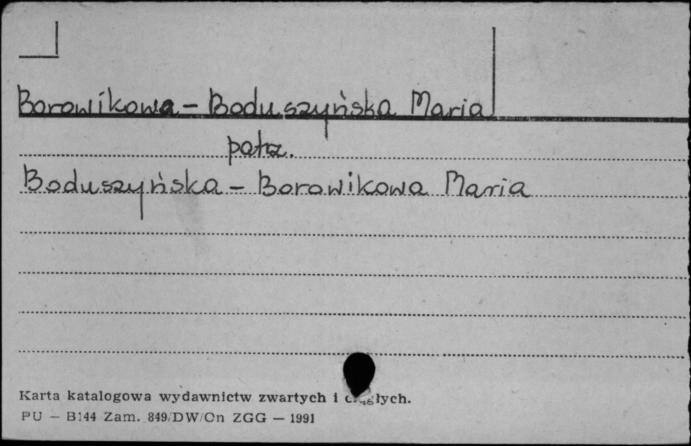 Borowikowa - Boduszyńska Maria
patrz.
Boduszyńska - Borowikowa Maria
Karta katalogowa wydawnictw zwartych i ciągłych.
PU - B144 Zam. 849/DW/Cn ZGG - 1991